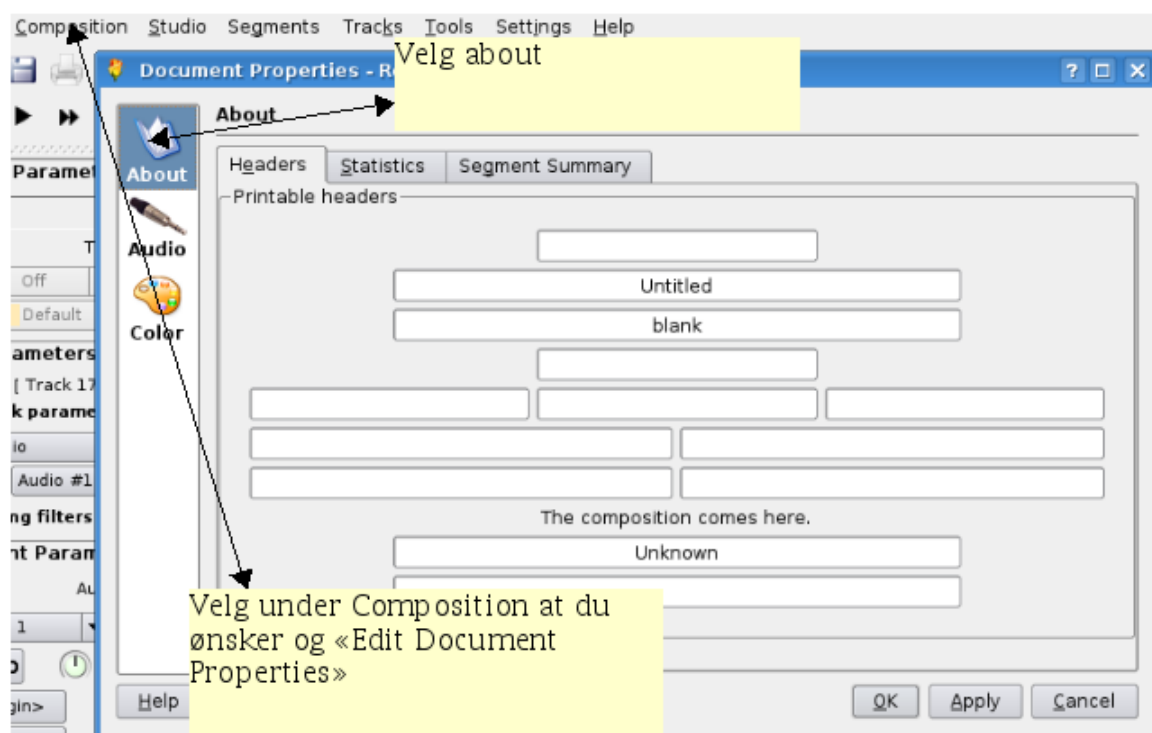 Composition Studio Segments Tracks Tools Settings Help
Velg about
Document Properties - R
About
Paramet
About
Headers Statistics Segment Summary
Printable headers
T
Audio
Off
Untitled
Default
blank
Color
ameters
[ Track 17
k parame
io
Audio #1
ng filters
The composition comes here.
nt Param
Unknown
Au
Velg under Composition at du
ønsker og «Edit Document
Properties»
1
gin>
Help
OK Apply Cancel